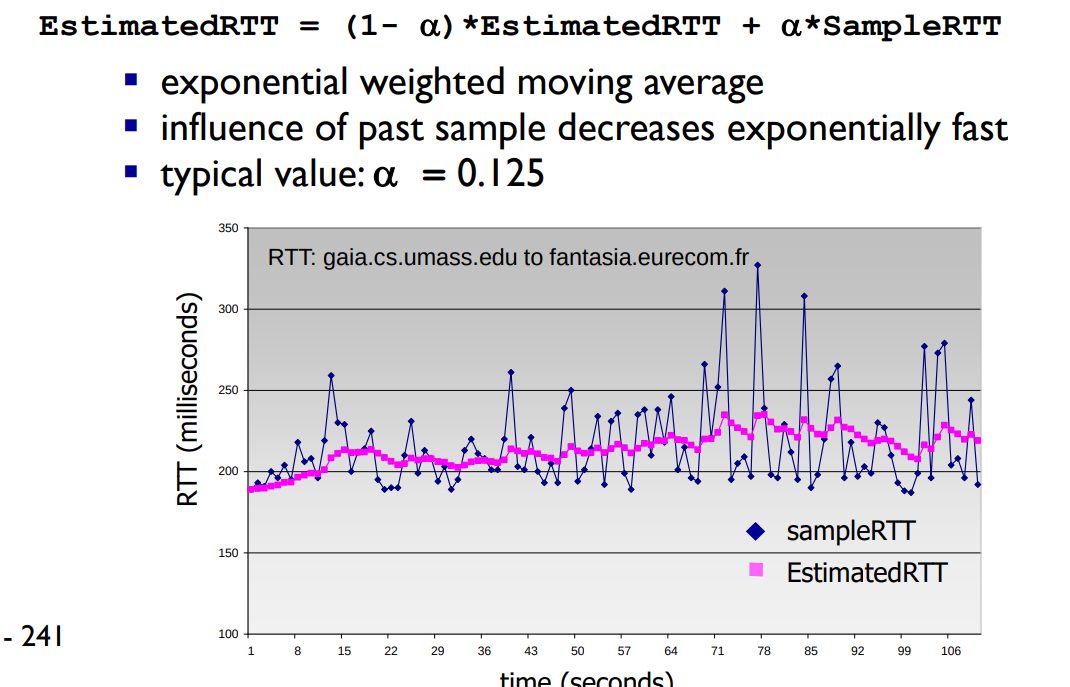 EstimatedRTT = (1- α)*EstimatedRTT + α*SampleRTT
▪ exponential weighted moving average
▪ influence of past sample decreases exponentially fast
▪ typical value: α = 0.125
RTT: gaia.cs.umass.edu to fantasia.eurecom.fr
350
300
250
200
150
100
RTT (milliseconds)
sampleRTT
EstimatedRTT
1 8 15 22 29 36 43 50 57 64 71 78 85 92 99 106
time (seconds)
- 241